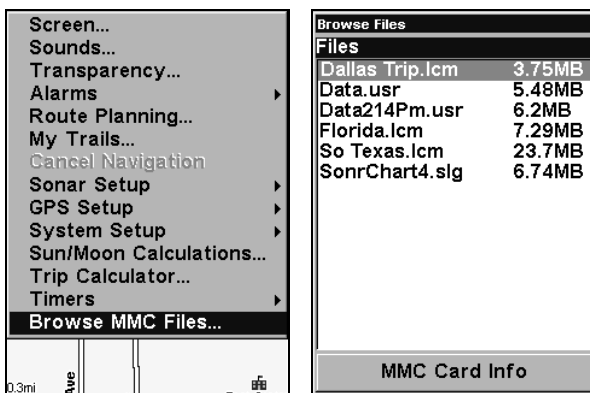 Screen...
Sounds...
Transparency...
Alarms
Route Planning...
My Trails...
Cancel Navigation
Sonar Setup
GPS Setup
System Setup
Sun/Moon Calculations...
Trip Calculator...
Timers
Browse MMC Files...
0.3mi
Ave
Browse Files
Files
Dallas Trip.lcm 3.75MB
Data.usr 5.48MB
Data214Pm.usr 6.2MB
Florida.lcm 7.29MB
So Texas.lcm 23.7MB
SonrChart4.slg 6.74MB
MMC Card Info